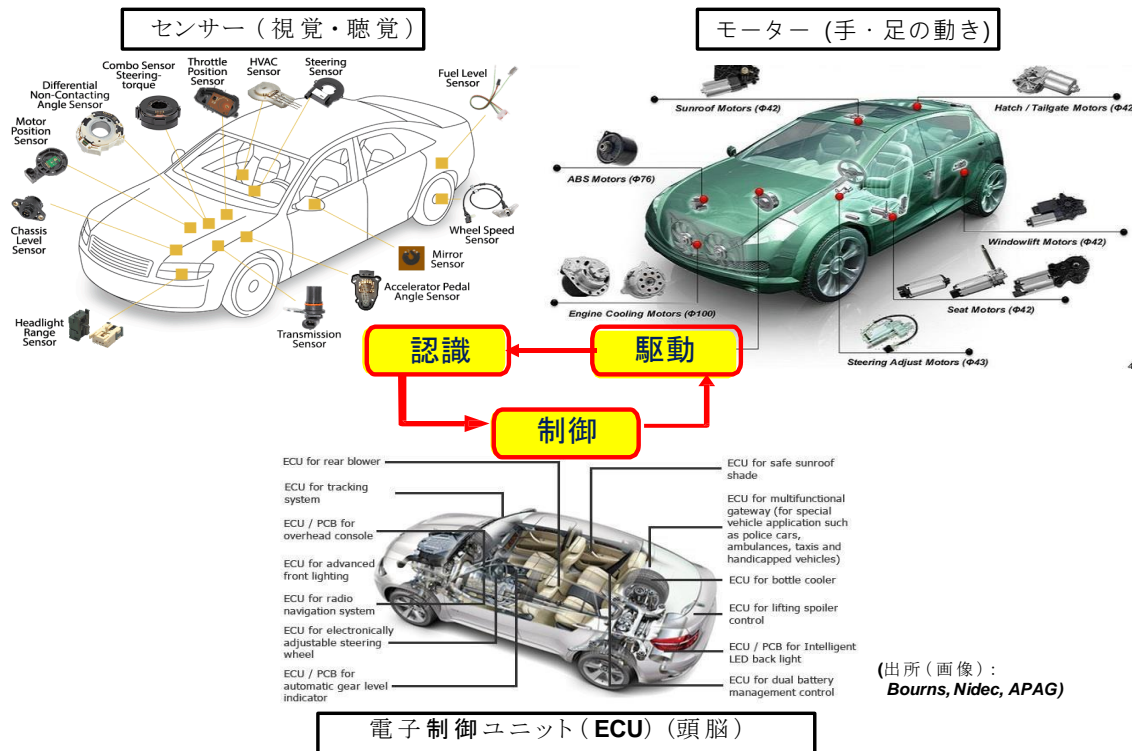 センサー(視覚・聴覚)
モーター (手・足の動き)
Combo Sensor
Steering-
torque
Throttle
Position
Sensor
HVAC
Sensor
Steering
Sensor
Fuel Level
Sensor
Differential
Non-Contacting
Angle Sensor
Motor
Position
Sensor
Chassis
Level
Sensor
Headlight
Range
Sensor
Transmission
Sensor
Accelerator Pedal
Angle Sensor
Mirror
Sensor
Wheel Speed
Sensor
Sunroof Motors (Φ42)
Hatch / Tailgate Motors (Φ42
ABS Motors (Φ76)
Windowlift Motors (Φ42)
Seat Motors (Φ42)
Engine Cooling Motors (Φ100)
Steering Adjust Motors (Φ43)
4
認識
駆動
制御
ECU for rear blower
ECU for tracking
system
ECU / PCB for
overhead console
ECU for advanced
front lighting
ECU for radio
navigation system
ECU for electronically
adjustable steering
wheel
ECU / PCB for
automatic gear level
indicator
ECU for safe sunroof
shade
ECU for multifunctional
gateway (for special
vehicle application such
as police cars,
ambulances, taxis and
handicapped vehicles)
ECU for bottle cooler
ECU for lifting spoiler
control
ECU / PCB for Intelligent
LED back light
ECU for dual battery
management control
(出所(画像):
Bourns, Nidec, APAG)
電子制御ユニット(ECU) (頭脳)